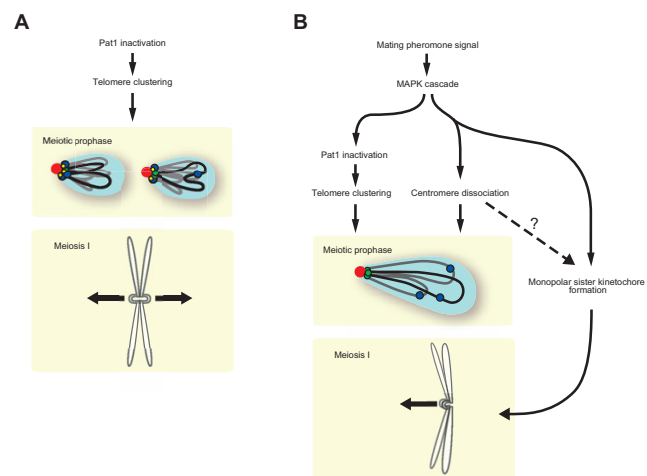 A
Pat1 inactivation
Telomere clustering
Meiotic prophase
Meiosis I
B
Mating pheromone signal
MAPK cascade
Pat1 inactivation
Telomere clustering
Centromere dissociation
?
Meiotic prophase
Monopolar sister kinetochore
formation
Meiosis I